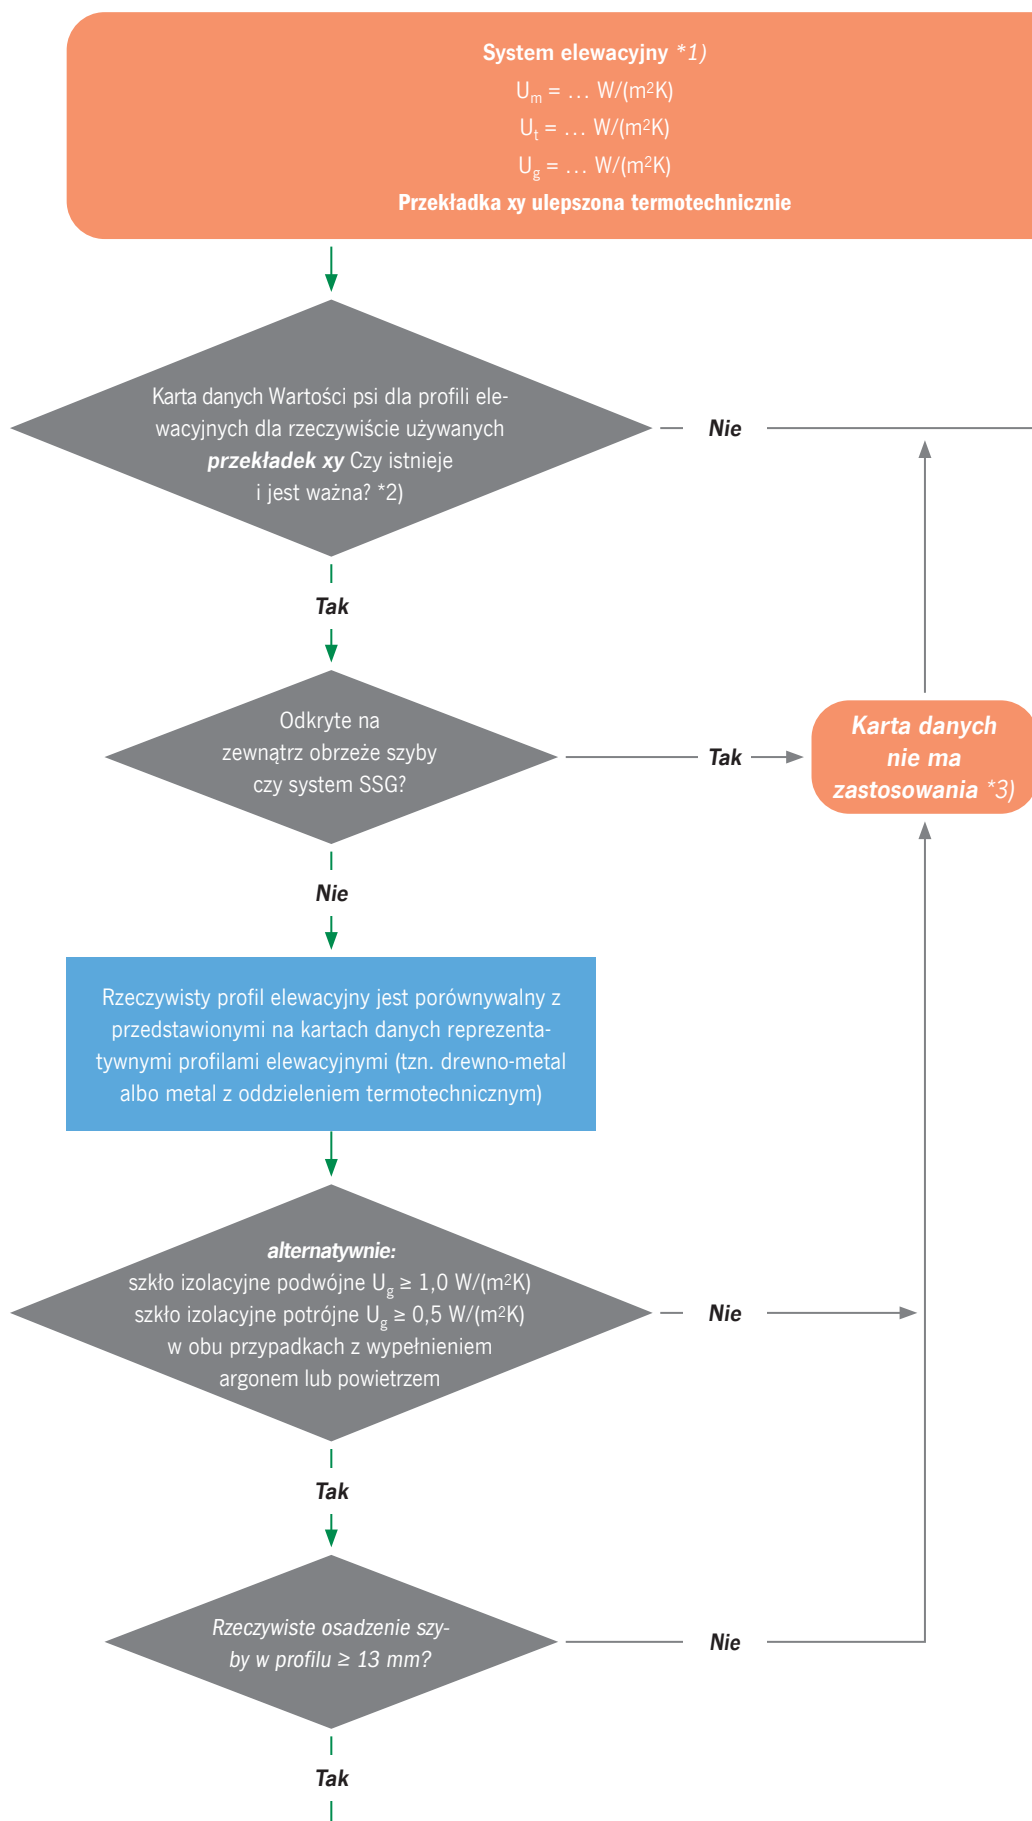 System elewacyjny *1)
Um = … W/(m²K)
Ut = … W/(m²K)
Ug = … W/(m²K)
Przekładka xy ulepszona termotechnicznie
Karta danych Wartości psi dla profili ele-
wacyjnych dla rzeczywiście używanych
przekładek xy Czy istnieje
i jest ważna? *2)
Nie
Tak
Odkryte na
zewnątrz obrzeże szyby
czy system SSG?
Tak
Karta danych
nie ma
zastosowania *3)
Nie
Rzeczywisty profil elewacyjny jest porównywalny z
przedstawionymi na kartach danych reprezenta-
tywnymi profilami elewacyjnymi (tzn. drewno-metal
albo metal z oddzieleniem termotechnicznym)
alternatywnie:
szkło izolacyjne podwójne Ug ≥ 1,0 W/(m²K)
szkło izolacyjne potrójne Ug ≥ 0,5 W/(m²K)
w obu przypadkach z wypełnieniem
argonem lub powietrzem
Nie
Tak
Rzeczywiste osadzenie szy-
by w profilu ≥ 13 mm?
Nie
Tak